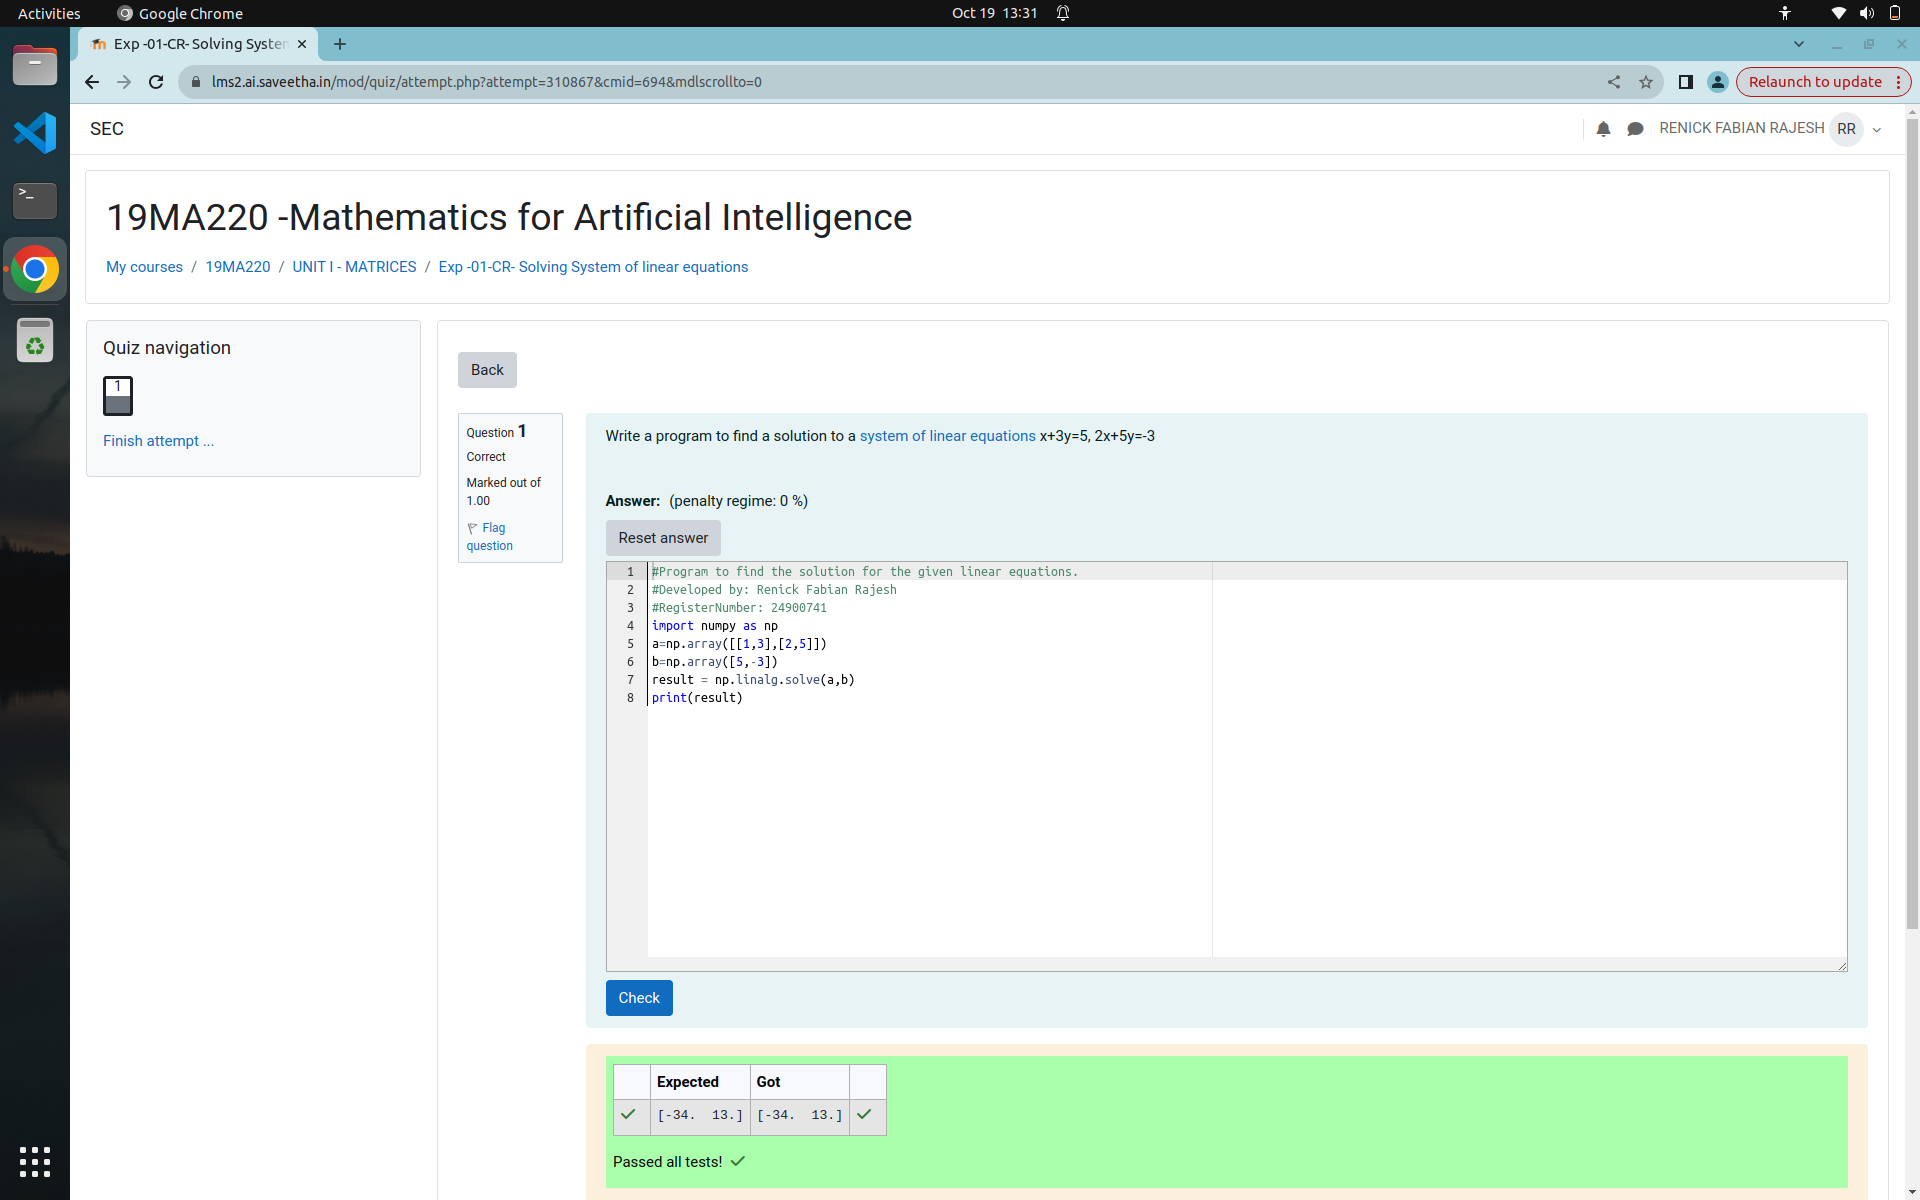 Activities
Google Chrome
Oct 19 13:31
Exp -01-CR- Solving System
lms2.ai.saveetha.in/mod/quiz/attempt.php?attempt=310867&cmid=694&mdlscrollto=0
Relaunch to update
SEC
RENICK FABIAN RAJESH RR
19MA220 -Mathematics for Artificial Intelligence
My courses / 19MA220 / UNIT I - MATRICES / Exp -01-CR- Solving System of linear equations
Quiz navigation
1
Finish attempt ...
Back
Question 1
Correct
Marked out of
1.00
Flag
question
Write a program to find a solution to a system of linear equations x+3y=5, 2x+5y=-3
Answer: (penalty regime: 0 %)
Reset answer
1 #Program to find the solution for the given linear equations.
2 #Developed by: Renick Fabian Rajesh
3 #RegisterNumber: 24900741
4 import numpy as np
5 a=np.array([[1,3],[2,5]])
6 b=np.array([5,-3])
7 result = np.linalg.solve(a,b)
8 print(result)
Check
Expected Got
[-34. 13.] [-34. 13.]
Passed all tests!